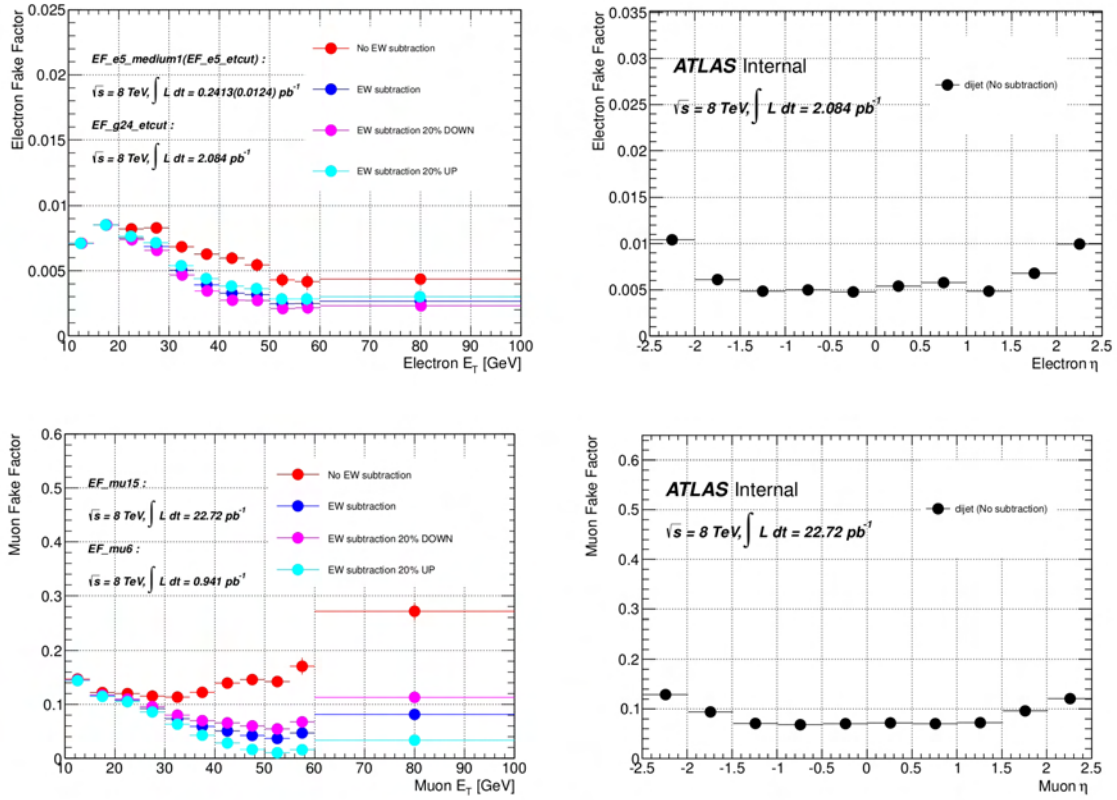 0.025
0.02
0.015
0.01
0.005
0
Electron Fake Factor
EF_e5_medium1(EF_e5_etcut) :
√s = 8 TeV, ∫ L dt = 0.2413(0.0124) pb⁻¹
EF_g24_etcut :
√s = 8 TeV, ∫ L dt = 2.084 pb⁻¹
No EW subtraction
EW subtraction
EW subtraction 20% DOWN
EW subtraction 20% UP
10 20 30 40 50 60 70 80 90 100
Electron E_T [GeV]
0.035
0.03
0.025
0.02
0.015
0.01
0.005
0
Electron Fake Factor
ATLAS Internal
√s = 8 TeV, ∫ L dt = 2.084 pb⁻¹
dijet (No subtraction)
-2.5 -2 -1.5 -1 -0.5 0 0.5 1 1.5 2 2.5
Electron η
0.6
0.5
0.4
0.3
0.2
0.1
0
Muon Fake Factor
EF_mu15 :
√s = 8 TeV, ∫ L dt = 22.72 pb⁻¹
EF_mu6 :
√s = 8 TeV, ∫ L dt = 0.941 pb⁻¹
No EW subtraction
EW subtraction
EW subtraction 20% DOWN
EW subtraction 20% UP
10 20 30 40 50 60 70 80 90 100
Muon E_T [GeV]
0.6
0.5
0.4
0.3
0.2
0.1
0
Muon Fake Factor
ATLAS Internal
√s = 8 TeV, ∫ L dt = 22.72 pb⁻¹
dijet (No subtraction)
-2.5 -2 -1.5 -1 -0.5 0 0.5 1 1.5 2 2.5
Muon η